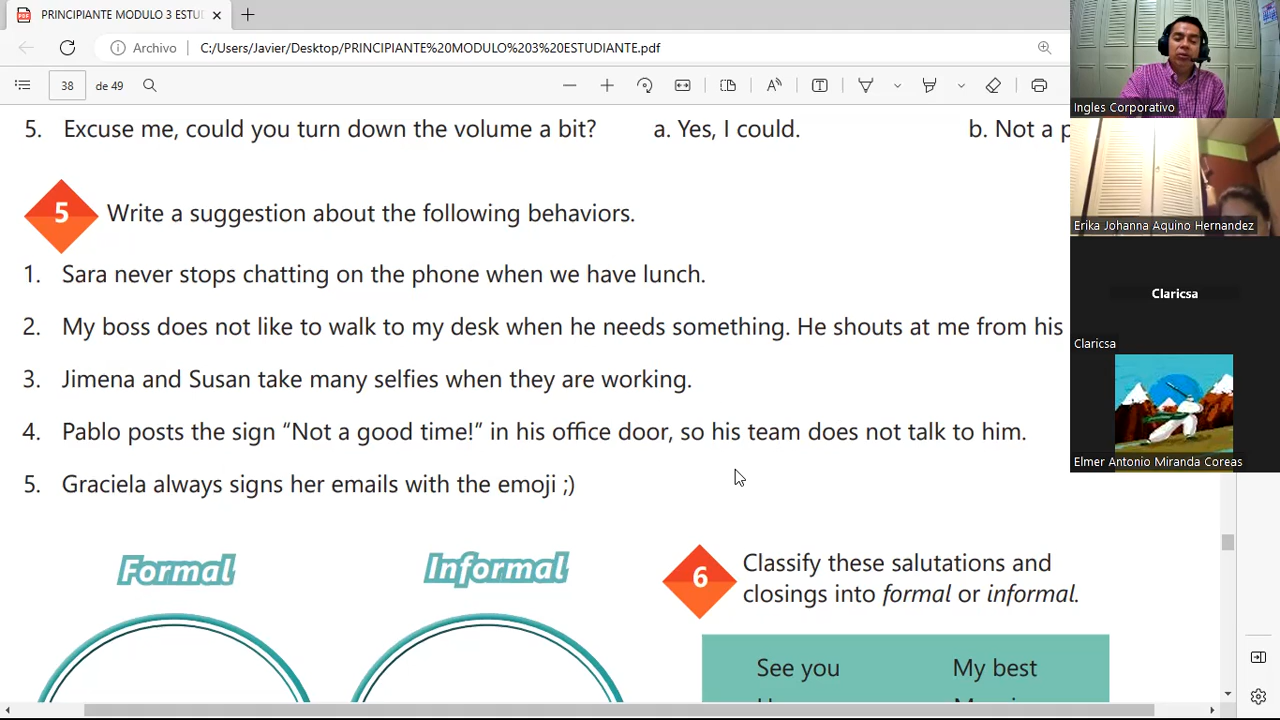 PRINCIPIANTE MODULO 3 ESTU
Archivo
C:/Users/Javier/Desktop/PRINCIPIANTE%20MODULO%203%20ESTUDIANTE.pdf
38
de 49
5. Excuse me, could you turn down the volume a bit? a. Yes, I could. b. Not a
5 Write a suggestion about the following behaviors.
1. Sara never stops chatting on the phone when we have lunch.
2. My boss does not like to walk to my desk when he needs something. He shouts at me from his
3. Jimena and Susan take many selfies when they are working.
4. Pablo posts the sign “Not a good time!” in his office door, so his team does not talk to him.
5. Graciela always signs her emails with the emoji ;)
Formal
Informal
6 Classify these salutations and
closings into formal or informal.
See you My best
Ingles Corporativo
Erika Johanna Aquino Hernandez
Claricsa
Claricsa
Elmer Antonio Miranda Coreas